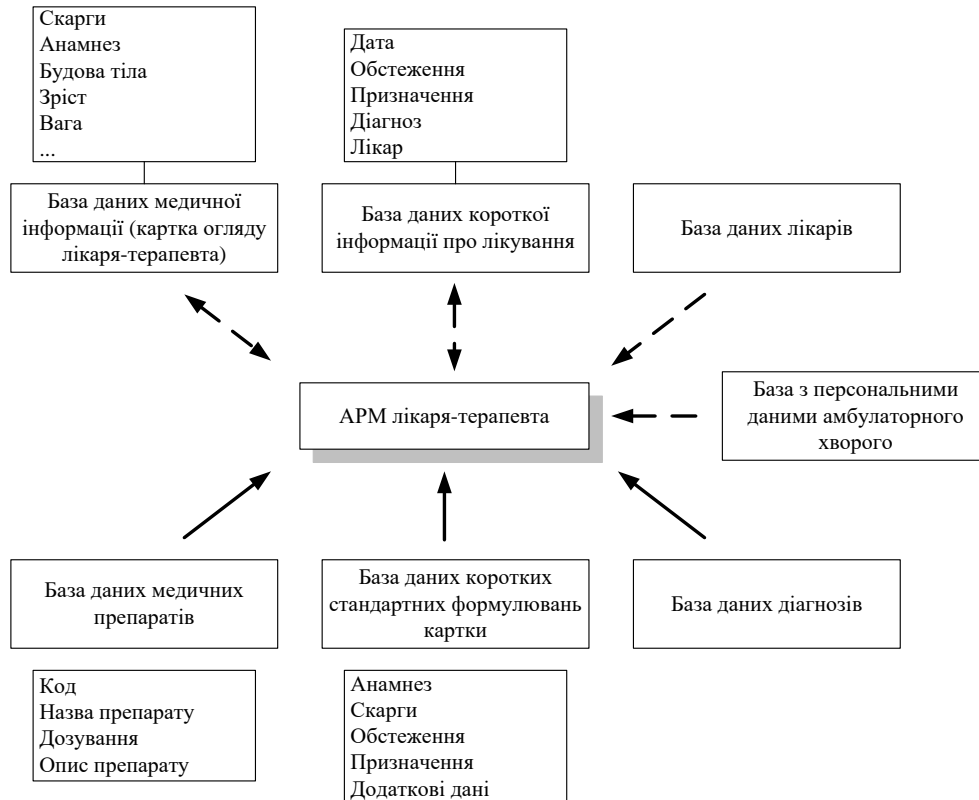 Скарги
Анамнез
Будова тіла
Зріст
Вага
...
Дата
Обстеження
Призначення
Діагноз
Лікар
База даних медичної
інформації (картка огляду
лікаря-терапевта)
База даних короткої
інформації про лікування
База даних лікарів
АРМ лікаря-терапевта
База з персональними
даними амбулаторного
хворого
База даних медичних
препаратів
База даних коротких
стандартних формулювань
картки
База даних діагнозів
Код
Назва препарату
Дозування
Опис препарату
Анамнез
Скарги
Обстеження
Призначення
Додаткові дані